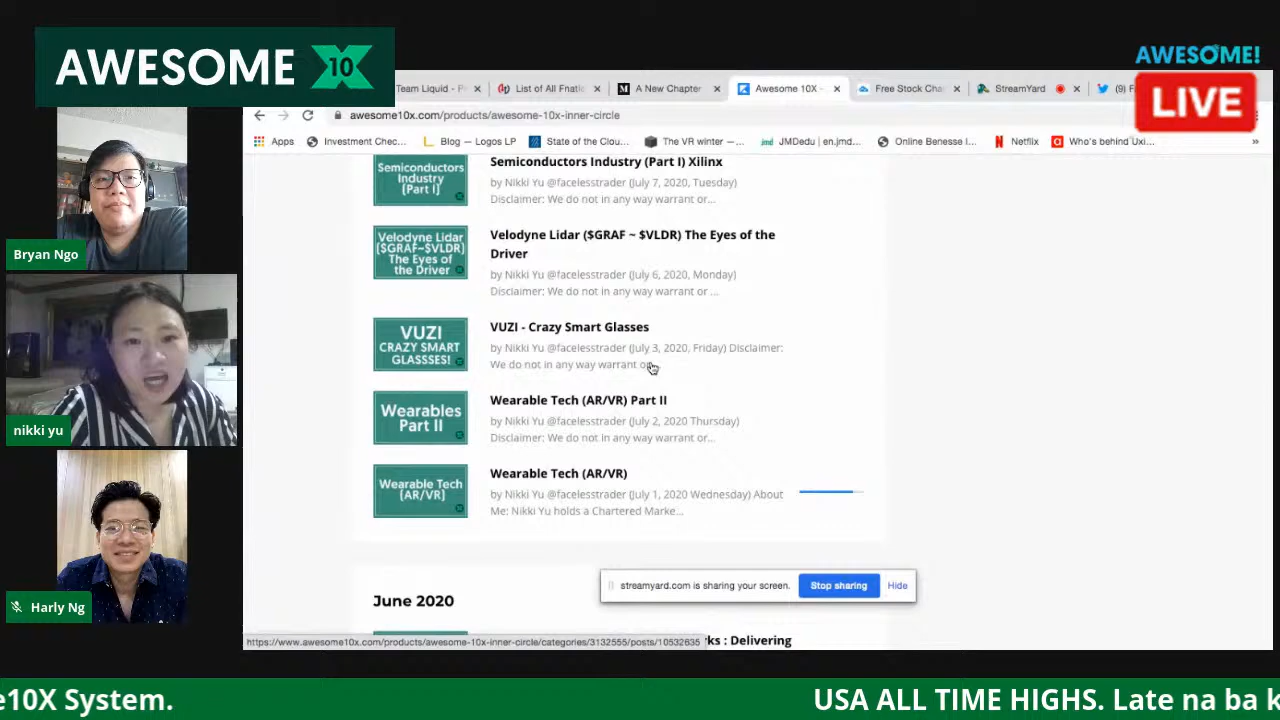 AWESOME 10
AWESOME!
LIVE
Team Liquid -
List of All Fnatic
A New Chapter
Awesome 10X -
Free Stock Cha
StreamYard
(9)
awesome10x.com/products/awesome-10x-inner-circle
Apps
Investment Chec...
Blog — Logos LP
State of the Clou...
The VR winter — ...
JMDedu | en.jmd...
Online Benesse I...
Netflix
Who's behind Uxi...
»
Semiconductors
Industry
(Part I)
Semiconductors Industry (Part I) Xilinx
by Nikki Yu @facelesstrader (July 7, 2020, Tuesday)
Disclaimer: We do not in any way warrant or...
Velodyne Lidar
($GRAF~$VLDR)
The Eyes of
the Driver
Velodyne Lidar ($GRAF ~ $VLDR) The Eyes of the
Driver
by Nikki Yu @facelesstrader (July 6, 2020, Monday)
Disclaimer: We do not in any way warrant or ...
VUZI
CRAZY SMART
GLASSSES!
VUZI - Crazy Smart Glasses
by Nikki Yu @facelesstrader (July 3, 2020, Friday) Disclaimer:
We do not in any way warrant
Wearables
Part II
Wearable Tech (AR/VR) Part II
by Nikki Yu @facelesstrader (July 2, 2020 Thursday)
Disclaimer: We do not in any way warrant or...
Wearable Tech
(AR/VR)
Wearable Tech (AR/VR)
by Nikki Yu @facelesstrader (July 1, 2020 Wednesday) About
Me: Nikki Yu holds a Chartered Marke...
June 2020
streamyard.com is sharing your screen.
Stop sharing
Hide
https://www.awesome10x.com/products/awesome-10x-inner-circle/categories/3132555/posts/10532635
ks : Delivering
Bryan Ngo
nikki yu
Harly Ng
e10X System.
USA ALL TIME HIGHS. Late na ba k